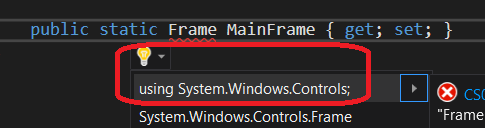 public static Frame MainFrame { get; set; }
using System.Windows.Controls;
System.Windows.Controls.Frame
CS0
"Frame